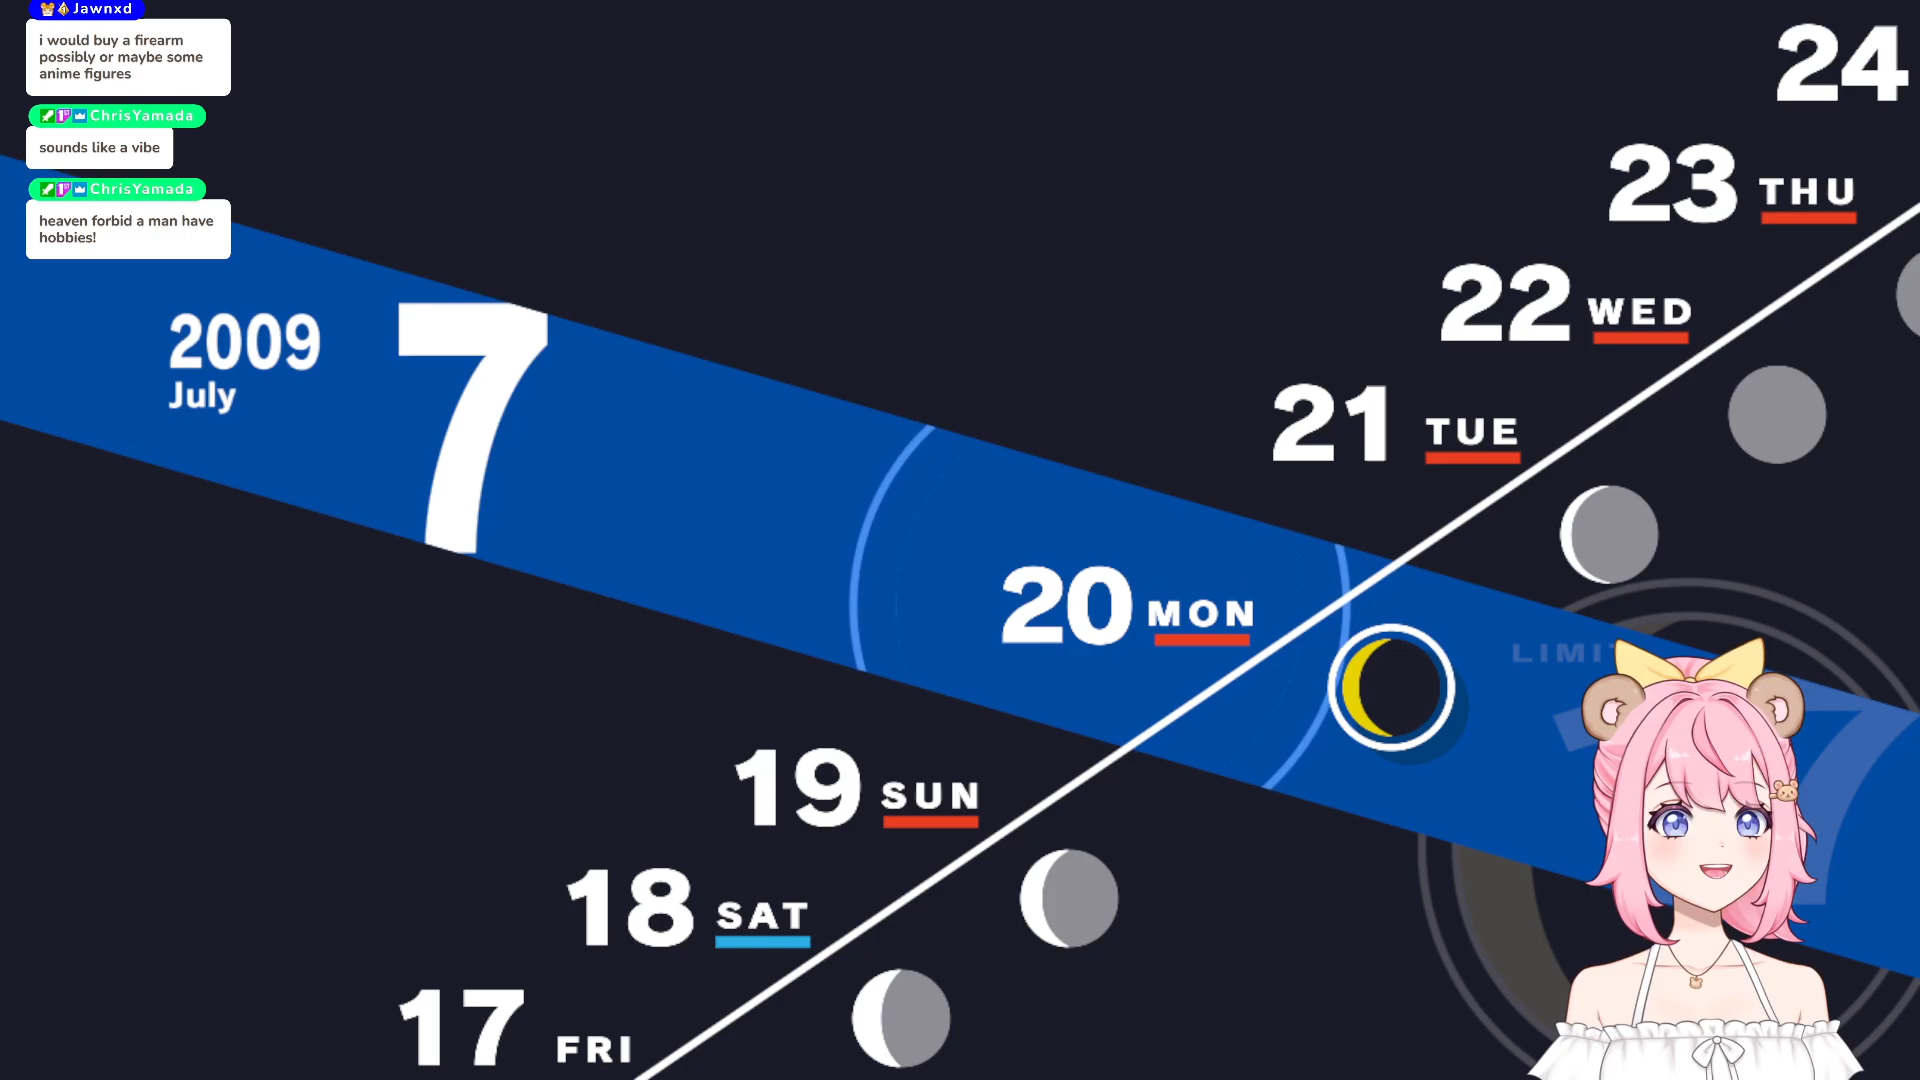 Jawnxd
i would buy a firearm
possibly or maybe some
anime figures
ChrisYamada
sounds like a vibe
ChrisYamada
heaven forbid a man have
hobbies!
2009
July
7
24
23 THU
22 WED
21 TUE
20 MON
19 SUN
18 SAT
17 FRI